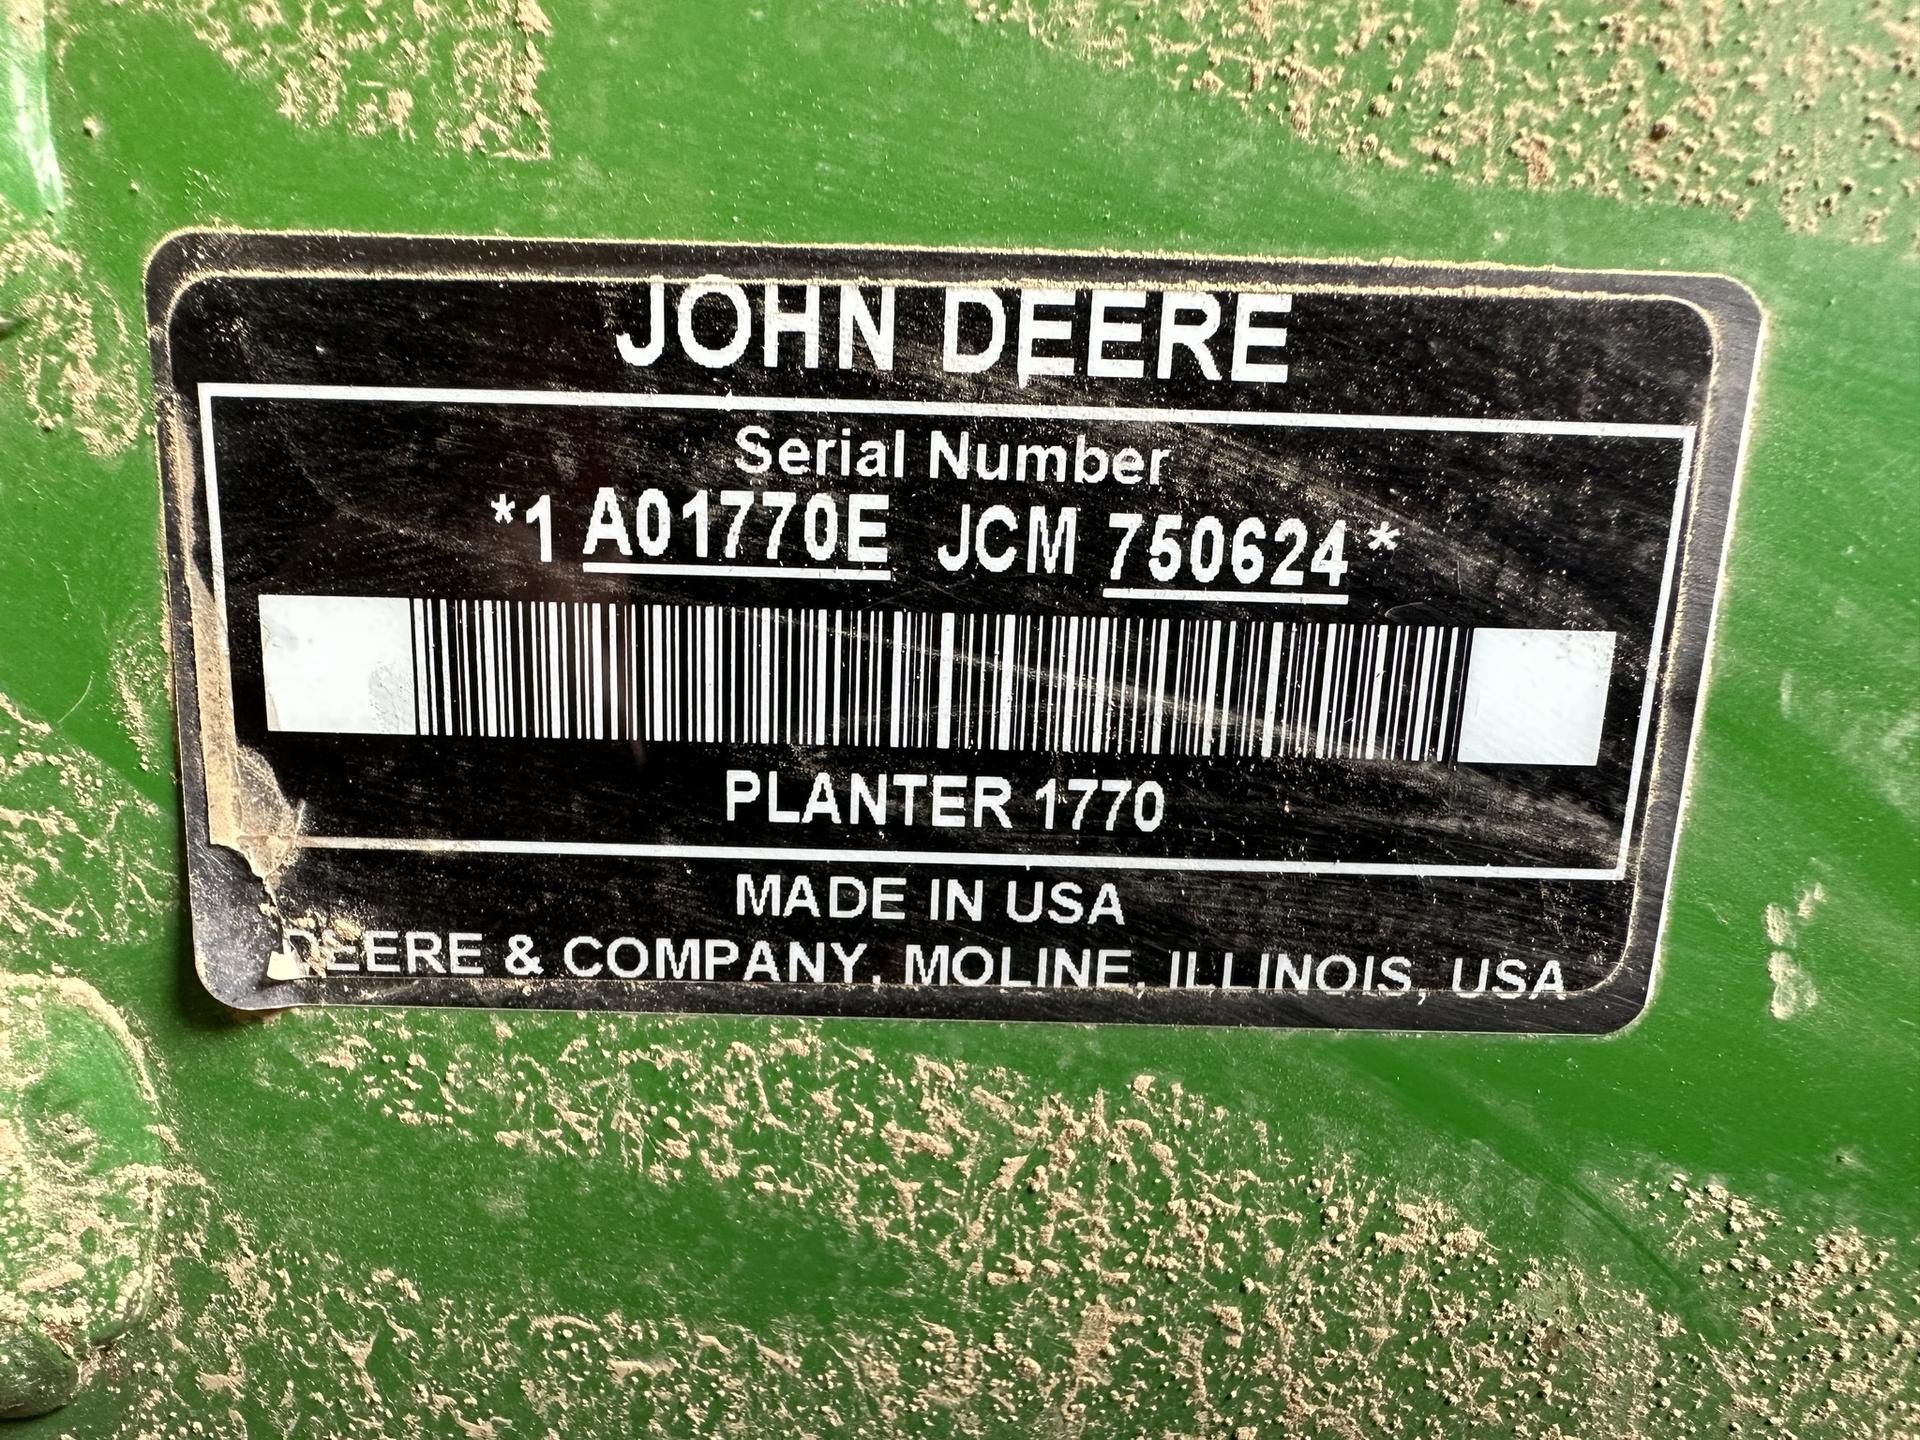 JOHN DEERE
Serial Number
*1 A01770E JCM 750624*
PLANTER 1770
MADE IN USA
DEERE & COMPANY, MOLINE, ILLINOIS, USA